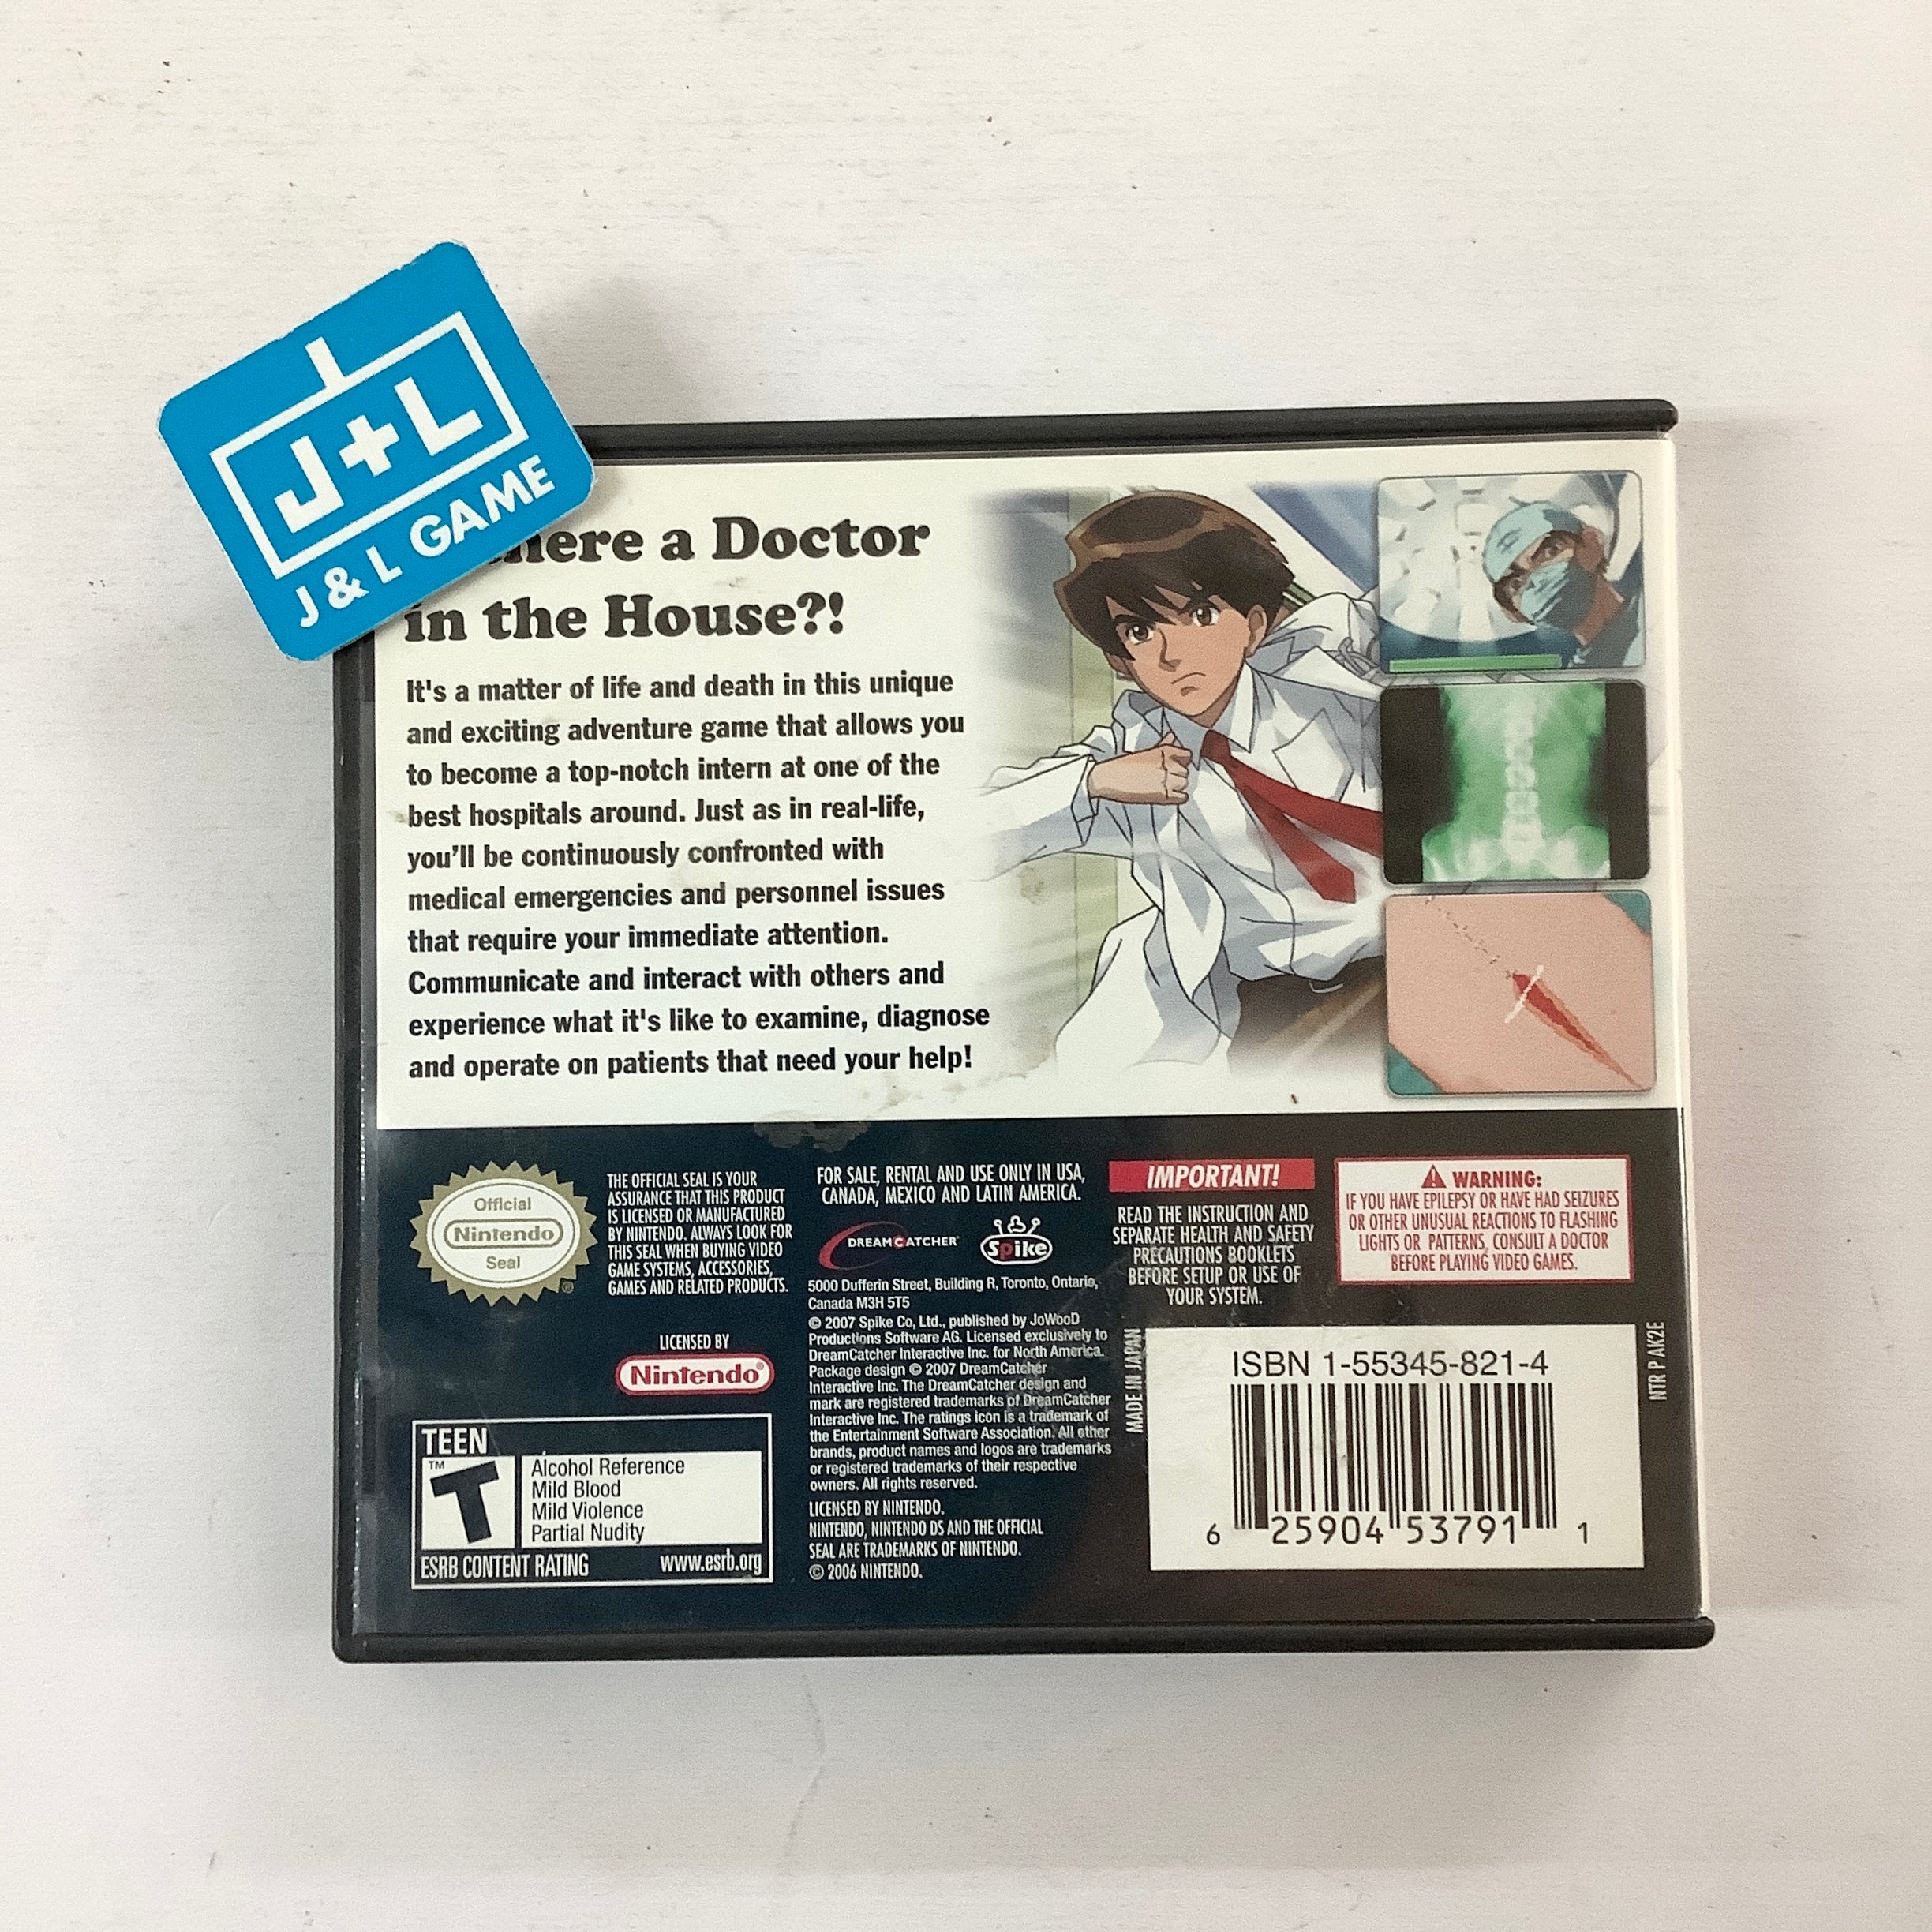 J+L
J & L GAME
here a Doctor
in the House?!
It's a matter of life and death in this unique
and exciting adventure game that allows you
to become a top-notch intern at one of the
best hospitals around. Just as in real-life,
you'll be continuously confronted with
medical emergencies and personnel issues
that require your immediate attention.
Communicate and interact with others and
experience what it's like to examine, diagnose
and operate on patients that need your help!
Official
Nintendo
Seal
THE OFFICIAL SEAL IS YOUR
ASSURANCE THAT THIS PRODUCT
IS LICENSED OR MANUFACTURED
BY NINTENDO. ALWAYS LOOK FOR
THIS SEAL WHEN BUYING VIDEO
GAME SYSTEMS, ACCESSORIES,
GAMES AND RELATED PRODUCTS.
LICENSED BY
Nintendo®
TEEN
T
™
Alcohol Reference
Mild Blood
Mild Violence
Partial Nudity
ESRB CONTENT RATING www.esrb.org
FOR SALE, RENTAL AND USE ONLY IN USA,
CANADA, MEXICO AND LATIN AMERICA.
DREAMCATCHER
Spike
5000 Dufferin Street, Building R, Toronto, Ontario,
Canada M3H 5T5
© 2007 Spike Co, Ltd., published by JoWooD
Productions Software AG. Licensed exclusively to
DreamCatcher Interactive Inc. for North America.
Package design © 2007 DreamCatcher
Interactive Inc. The DreamCatcher design and
mark are registered trademarks of DreamCatcher
Interactive Inc. The ratings icon is a trademark of
the Entertainment Software Association. All other
brands, product names and logos are trademarks
or registered trademarks of their respective
owners. All rights reserved.
LICENSED BY NINTENDO.
NINTENDO, NINTENDO DS AND THE OFFICIAL
SEAL ARE TRADEMARKS OF NINTENDO.
© 2006 NINTENDO.
IMPORTANT!
READ THE INSTRUCTION AND
SEPARATE HEALTH AND SAFETY
PRECAUTIONS BOOKLETS
BEFORE SETUP OR USE OF
YOUR SYSTEM.
WARNING:
IF YOU HAVE EPILEPSY OR HAVE HAD SEIZURES
OR OTHER UNUSUAL REACTIONS TO FLASHING
LIGHTS OR PATTERNS, CONSULT A DOCTOR
BEFORE PLAYING VIDEO GAMES.
MADE IN JAPAN
ISBN 1-55345-821-4
6 25904 53791 1
NTR P AK2E